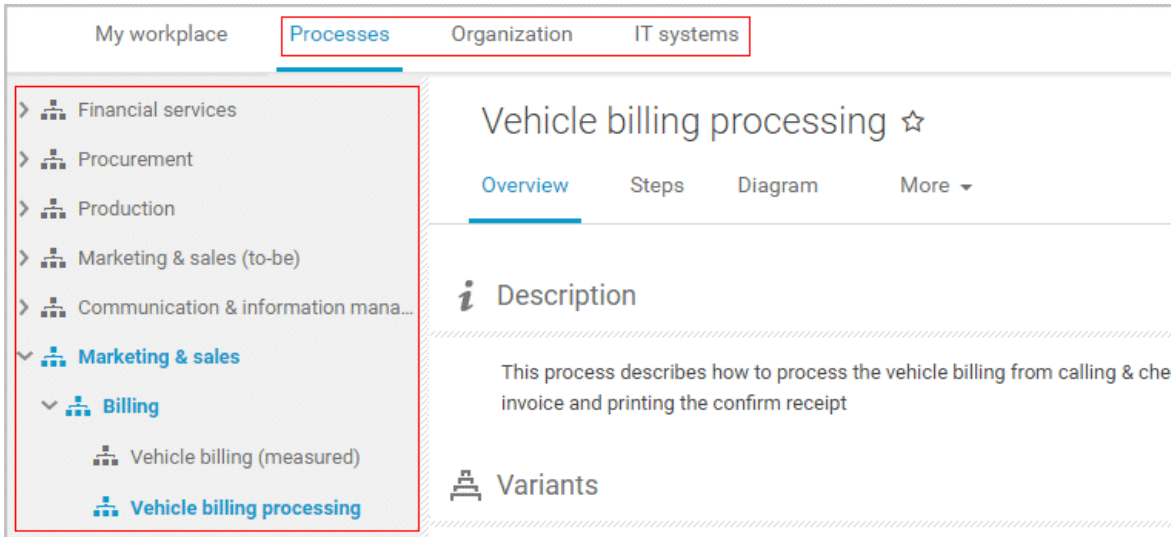 My workplace Processes Organization IT systems
Financial services
Procurement
Production
Marketing & sales (to-be)
Communication & information mana...
Marketing & sales
Billing
Vehicle billing (measured)
Vehicle billing processing
Vehicle billing processing
Overview Steps Diagram More
Description
This process describes how to process the vehicle billing from calling & che
invoice and printing the confirm receipt
Variants